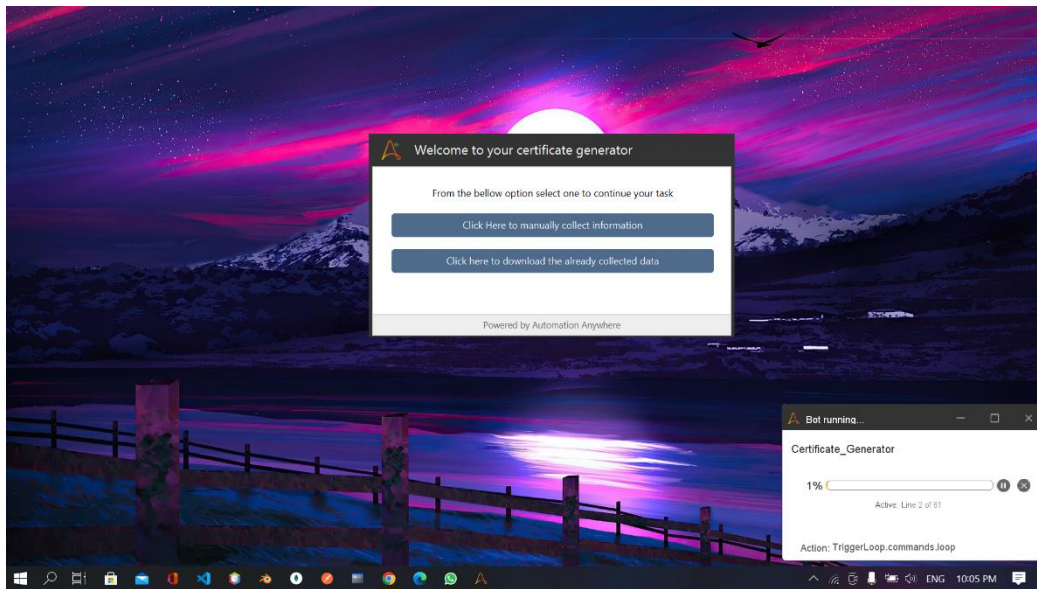 Welcome to your certificate generator
From the bellow option select one to continue your task
Click Here to manually collect information
Click here to download the already collected data
Powered by Automation Anywhere
Bot running...
Certificate_Generator
1%
Active: Line 2 of 61
Action: TriggerLoop.commands.loop
ENG 10:05 PM